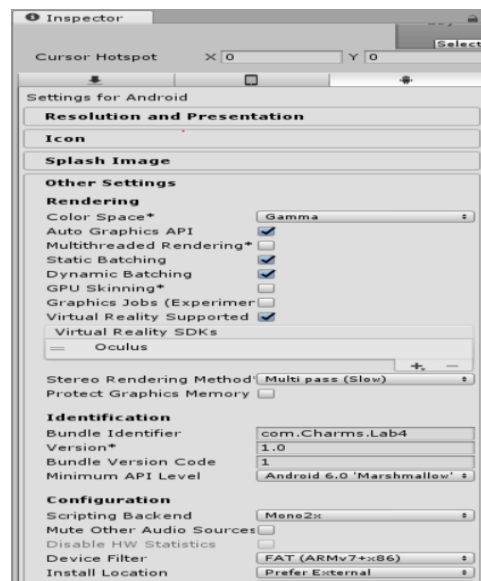 Inspector
Select
Cursor Hotspot X 0 Y 0
Settings for Android
Resolution and Presentation
Icon
Splash Image
Other Settings
Rendering
Color Space* Gamma
Auto Graphics API
Multithreaded Rendering*
Static Batching
Dynamic Batching
GPU Skinning*
Graphics Jobs (Experimer
Virtual Reality Supported
Virtual Reality SDKs
= Oculus
+ −
Stereo Rendering Method* Multi pass (Slow)
Protect Graphics Memory
Identification
Bundle Identifier com.Charms.Lab4
Version* 1.0
Bundle Version Code 1
Minimum API Level Android 6.0 'Marshmallow'
Configuration
Scripting Backend Mono2x
Mute Other Audio Sources
Disable HW Statistics
Device Filter FAT (ARMv7+x86)
Install Location Prefer External